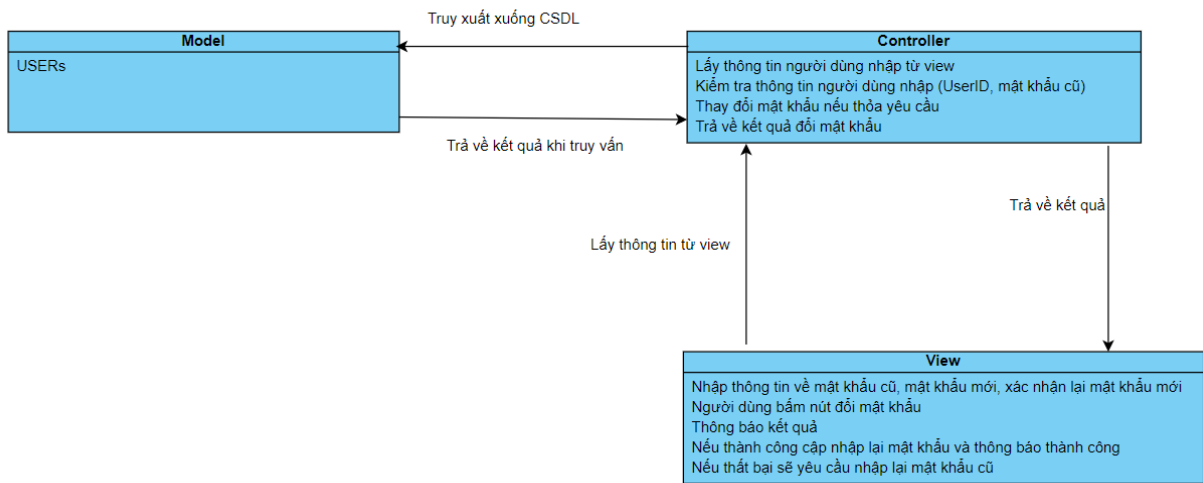 Truy xuất xuống CSDL
Model
USERs
Controller
Lấy thông tin người dùng nhập từ view
Kiểm tra thông tin người dùng nhập (UserID, mật khẩu cũ)
Thay đổi mật khẩu nếu thỏa yêu cầu
Trả về kết quả đổi mật khẩu
Trả về kết quả khi truy vấn
Trả về kết quả
Lấy thông tin từ view
View
Nhập thông tin về mật khẩu cũ, mật khẩu mới, xác nhận lại mật khẩu mới
Người dùng bấm nút đổi mật khẩu
Thông báo kết quả
Nếu thành công cập nhập lại mật khẩu và thông báo thành công
Nếu thất bại sẽ yêu cầu nhập lại mật khẩu cũ